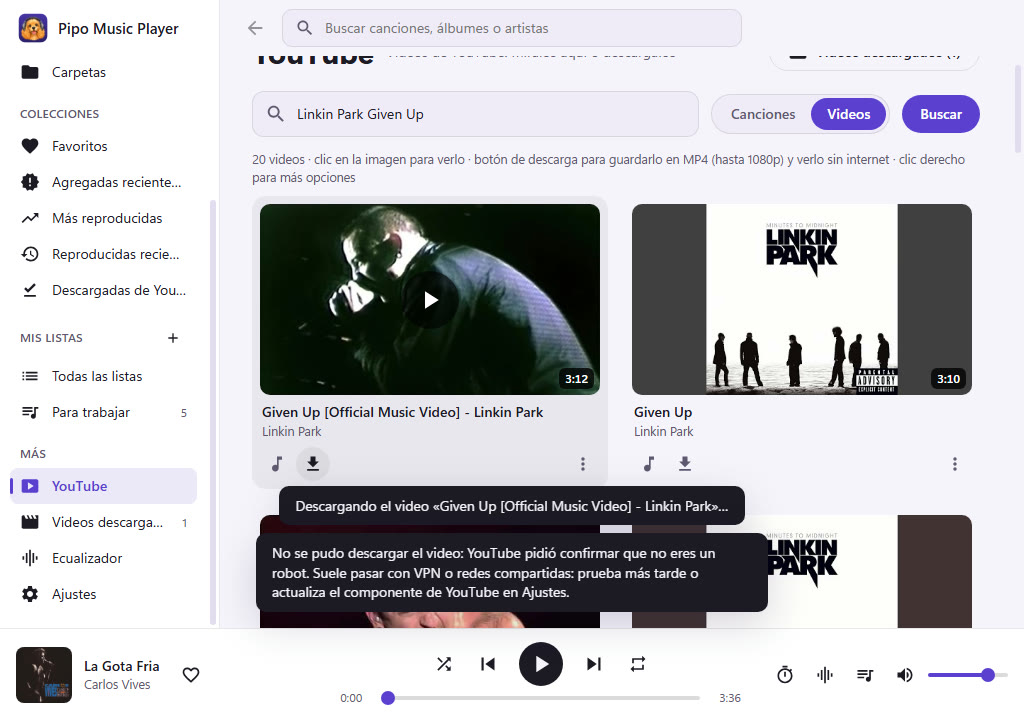 Pipo Music Player
Buscar canciones, álbumes o artistas
Carpetas
COLECCIONES
Favoritos
Agregadas reciente...
Más reproducidas
Reproducidas recie...
Descargadas de You...
MIS LISTAS
Todas las listas
Para trabajar 5
MÁS
YouTube
Videos descarga... 1
Ecualizador
Ajustes
YouTube
Linkin Park Given Up
Canciones
Videos
Buscar
20 videos · clic en la imagen para verlo · botón de descarga para guardarlo en MP4 (hasta 1080p) y verlo sin internet · clic derecho
para más opciones
3:12
Given Up [Official Music Video] - Linkin Park
Linkin Park
MINUTES TO MIDNIGHT
LINKIN
PARK
PARENTAL
ADVISORY
EXPLICIT CONTENT
3:10
Given Up
Linkin Park
Descargando el video «Given Up [Official Music Video] - Linkin Park»...
No se pudo descargar el video: YouTube pidió confirmar que no eres un
robot. Suele pasar con VPN o redes compartidas: prueba más tarde o
actualiza el componente de YouTube en Ajustes.
LINKIN
PARK
La Gota Fria
Carlos Vives
0:00
3:36